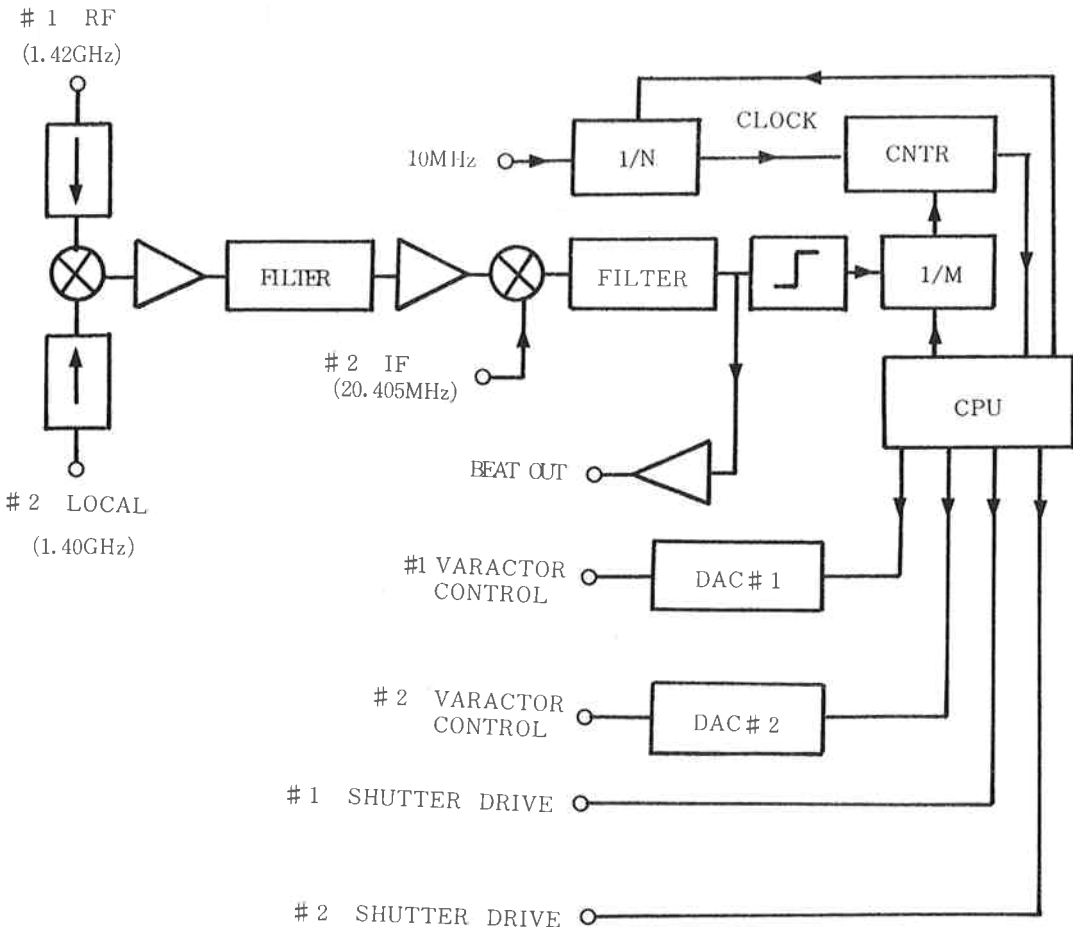 # 1 RF
(1.42GHz)
CLOCK
10MHz
1/N
CNTR
FILTER
FILTER
1/M
# 2 IF
(20.405MHz)
CPU
BEAT OUT
# 2 LOCAL
(1.40GHz)
#1 VARACTOR
CONTROL
DAC # 1
# 2 VARACTOR
CONTROL
DAC # 2
# 1 SHUTTER DRIVE
# 2 SHUTTER DRIVE